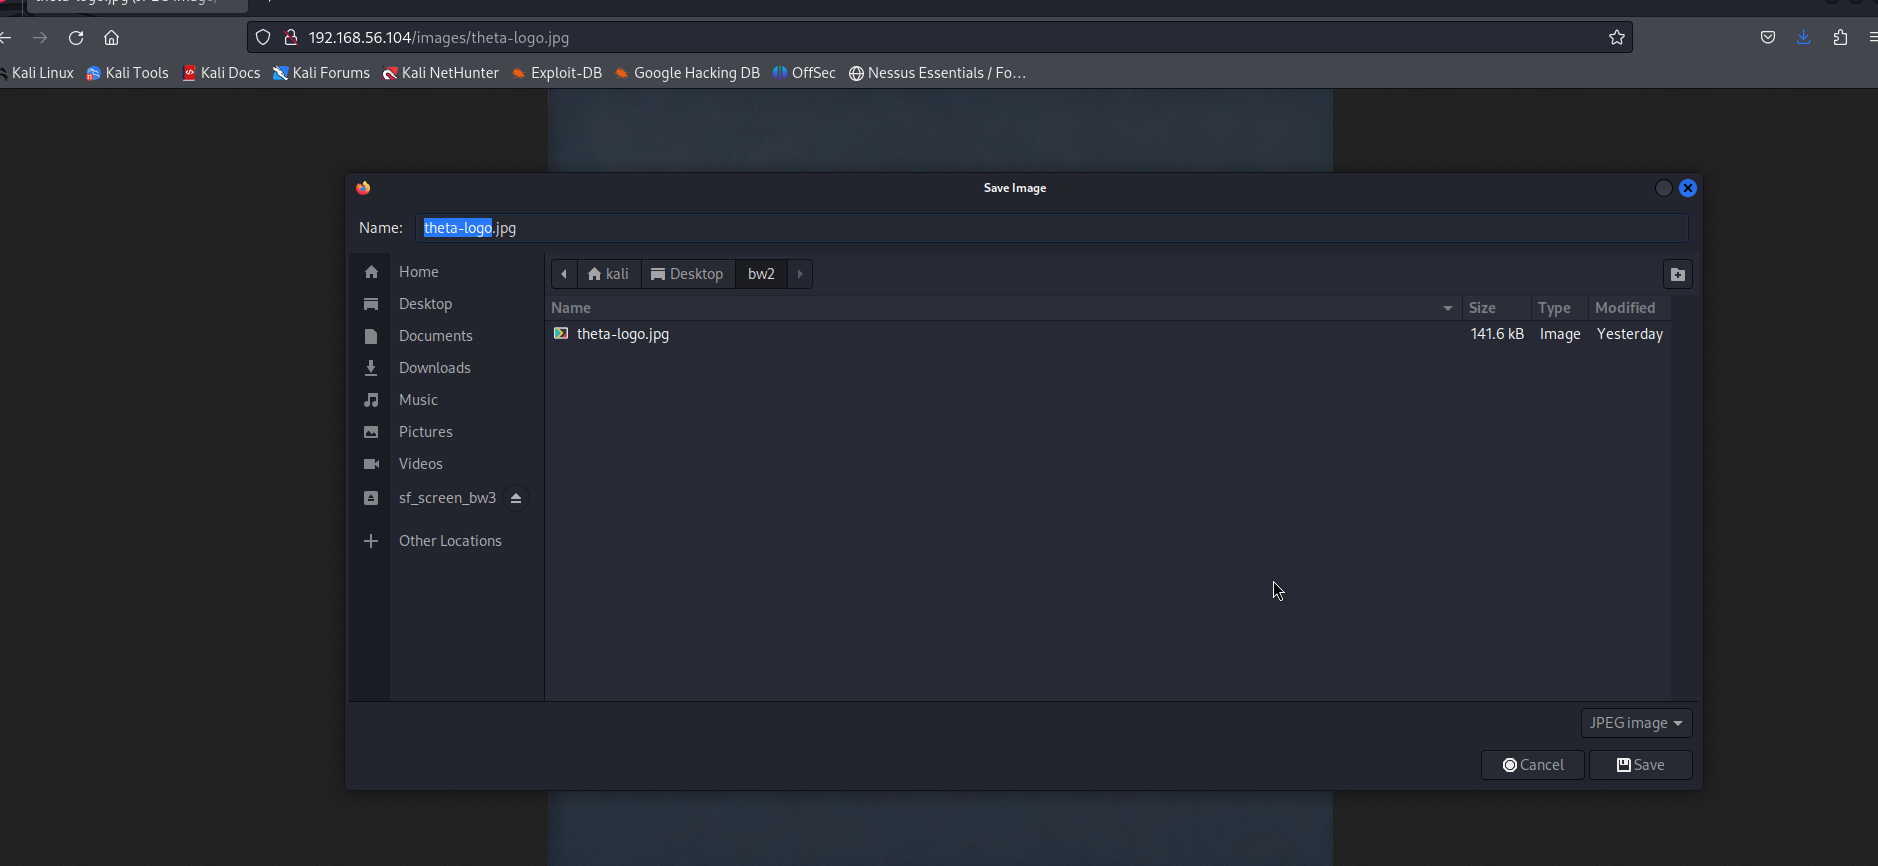 192.168.56.104/images/theta-logo.jpg
Kali Linux Kali Tools Kali Docs Kali Forums Kali NetHunter Exploit-DB Google Hacking DB OffSec Nessus Essentials / Fo…
Save Image
Name: theta-logo.jpg
Home
Desktop
Documents
Downloads
Music
Pictures
Videos
sf_screen_bw3
Other Locations
kali Desktop bw2
Name Size Type Modified
theta-logo.jpg 141.6 kB Image Yesterday
JPEG image
Cancel Save